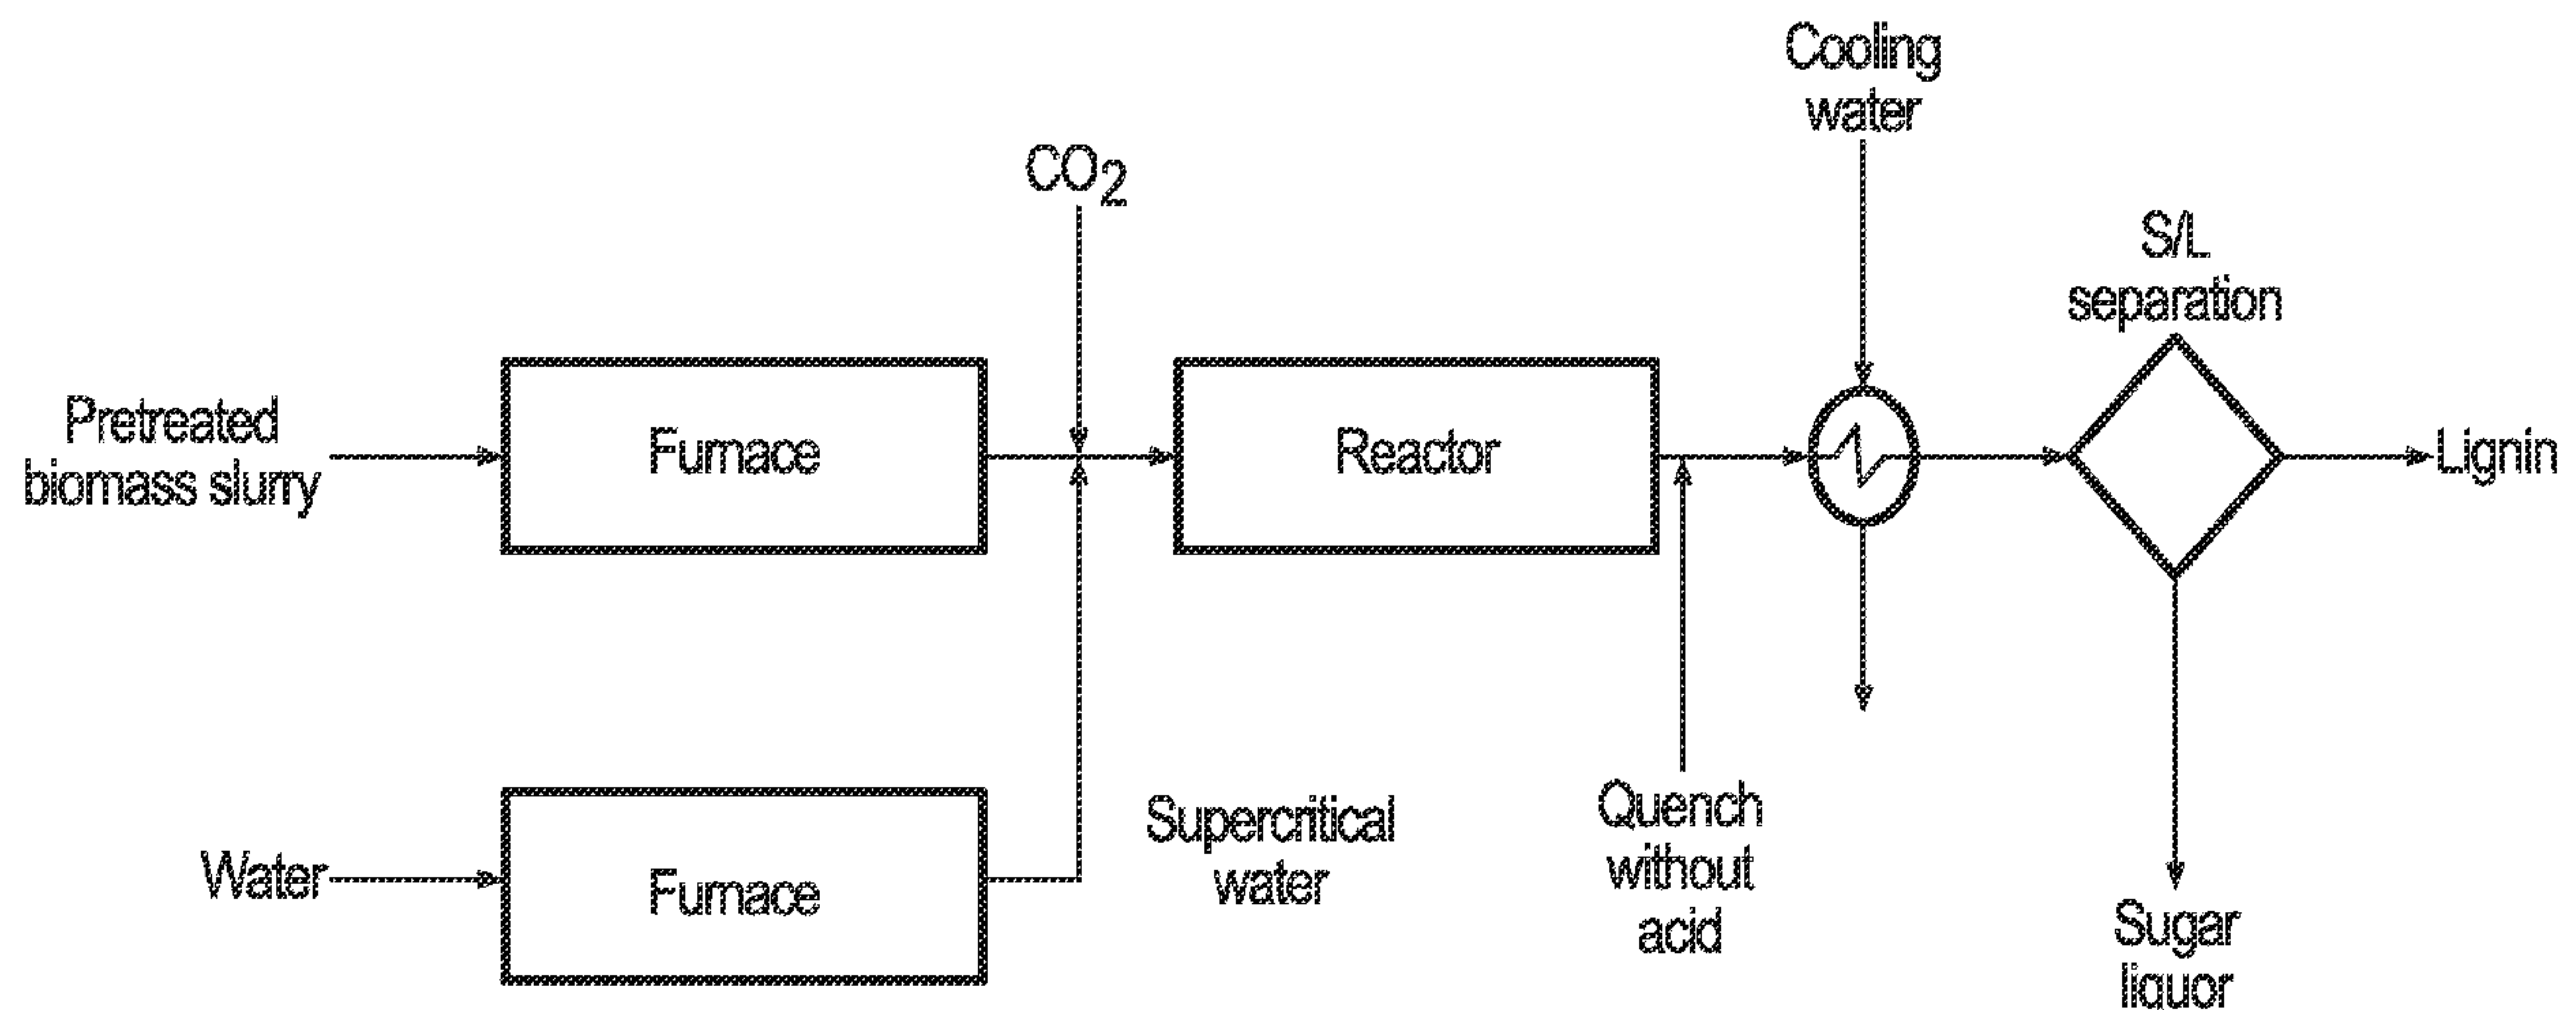 Cooling
water
CO2
S/L
separation
Pretreated
biomass slurry
Furnace
Reactor
Lignin
Water
Furnace
Supercritical
water
Quench
without
acid
Sugar
liquor